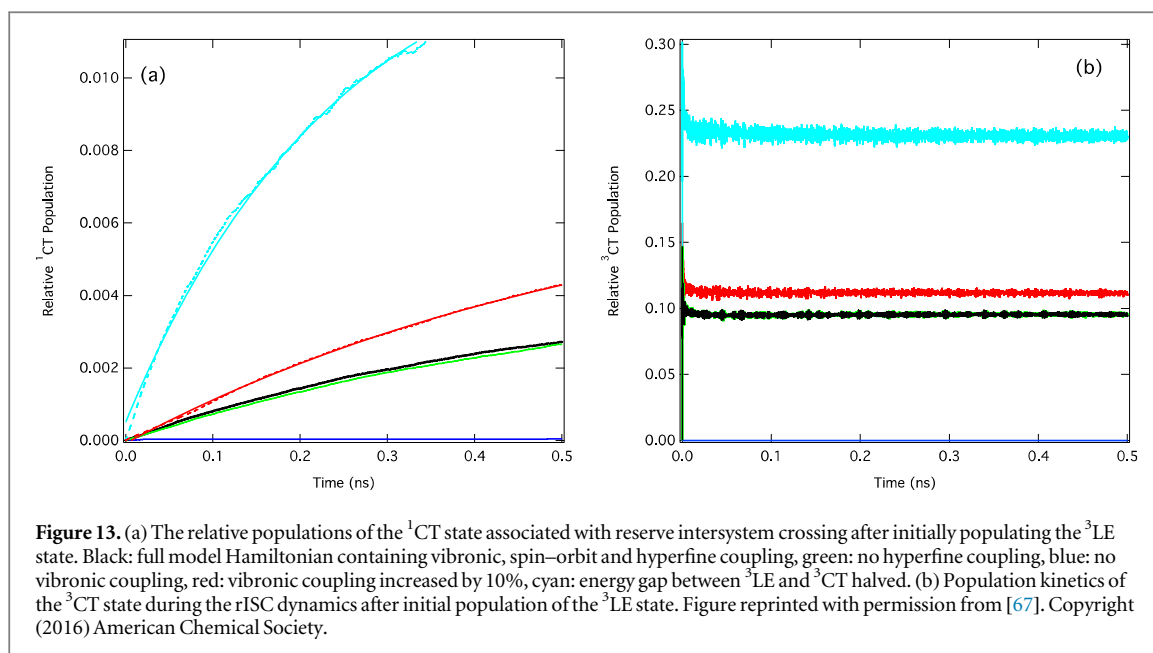 (a)
0.010
0.008
0.006
0.004
0.002
0.000
Relative ¹CT Population
0.0 0.1 0.2 0.3 0.4 0.5
Time (ns)
(b)
0.30
0.25
0.20
0.15
0.10
0.05
0.00
Relative ³CT Population
0.0 0.1 0.2 0.3 0.4 0.5
Time (ns)
Figure 13. (a) The relative populations of the ¹CT state associated with reserve intersystem crossing after initially populating the ³LE
state. Black: full model Hamiltonian containing vibronic, spin–orbit and hyperfine coupling, green: no hyperfine coupling, blue: no
vibronic coupling, red: vibronic coupling increased by 10%, cyan: energy gap between ³LE and ³CT halved. (b) Population kinetics of
the ³CT state during the rISC dynamics after initial population of the ³LE state. Figure reprinted with permission from [67]. Copyright
(2016) American Chemical Society.